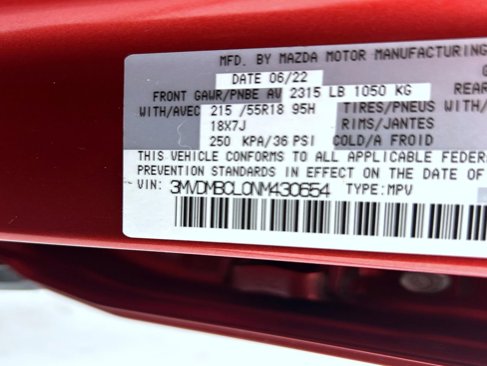 MFD. BY MAZDA MOTOR MANUFACTURING
DATE 06/22
FRONT GAWR/PNBE AV 2315 LB 1050 KG REAR
WITH/AVEC 215 /55R18 95H TIRES/PNEUS WITH
18X7J RIMS/JANTES
250 KPA/36 PSI COLD/A FROID
THIS VEHICLE CONFORMS TO ALL APPLICABLE FEDER
PREVENTION STANDARDS IN EFFECT ON THE DATE OF
VIN: 3MVDMBCL0NM430654 TYPE: MPV